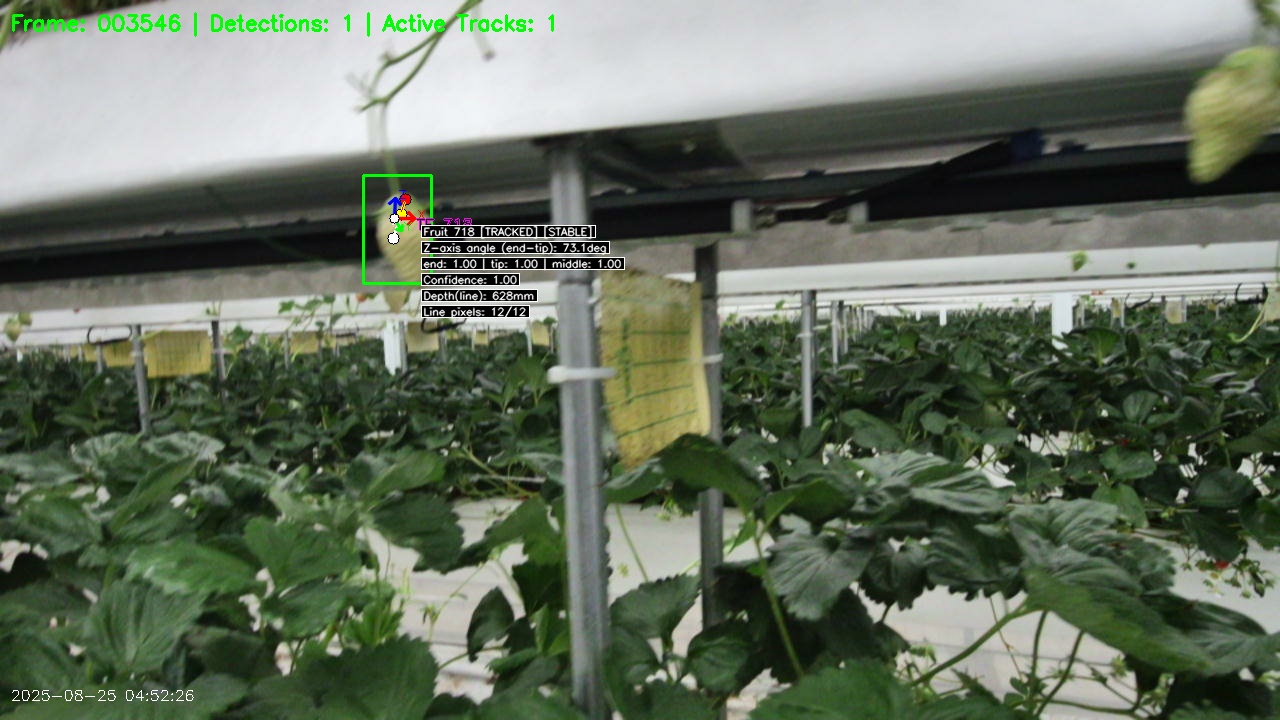 Frame: 003546 | Detections: 1 | Active Tracks: 1
Fruit 718 [TRACKED] [STABLE]
Z-axis angle (end-tip): 73.1deg
end: 1.00 | tip: 1.00 | middle: 1.00
Confidence: 1.00
Depth(line): 628mm
Line pixels: 12/12
2025-08-25 04:52:26